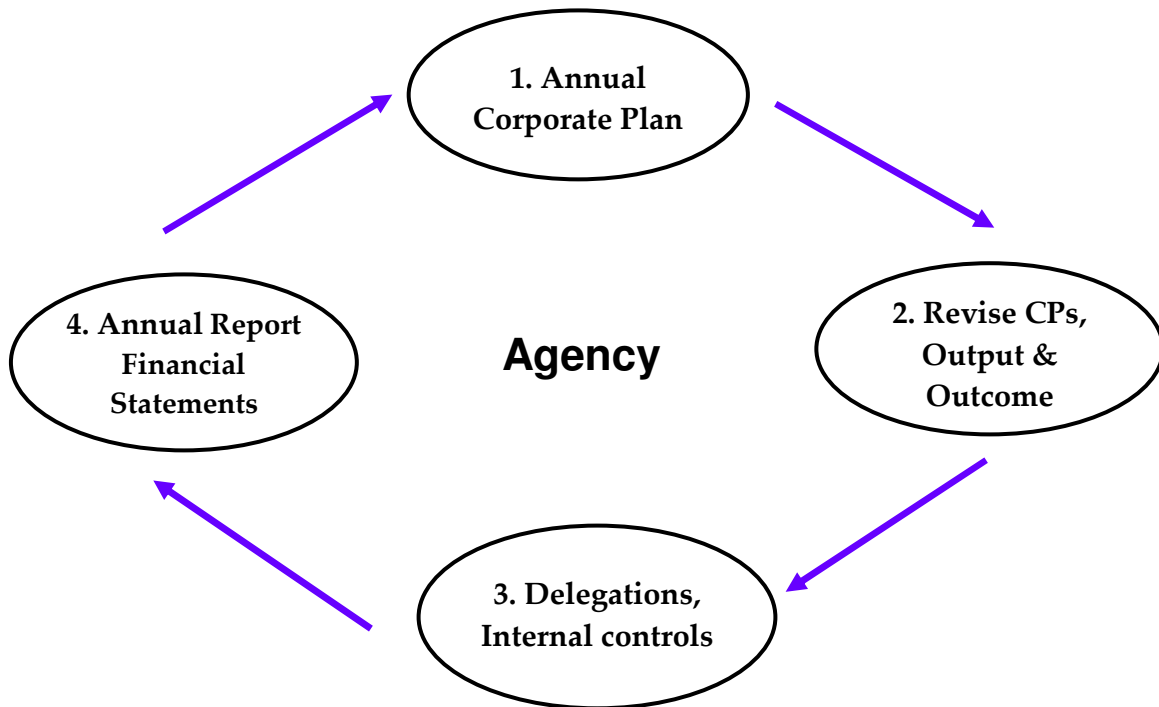 1. Annual
Corporate Plan
2. Revise CPs,
Output &
Outcome
3. Delegations,
Internal controls
4. Annual Report
Financial
Statements
Agency